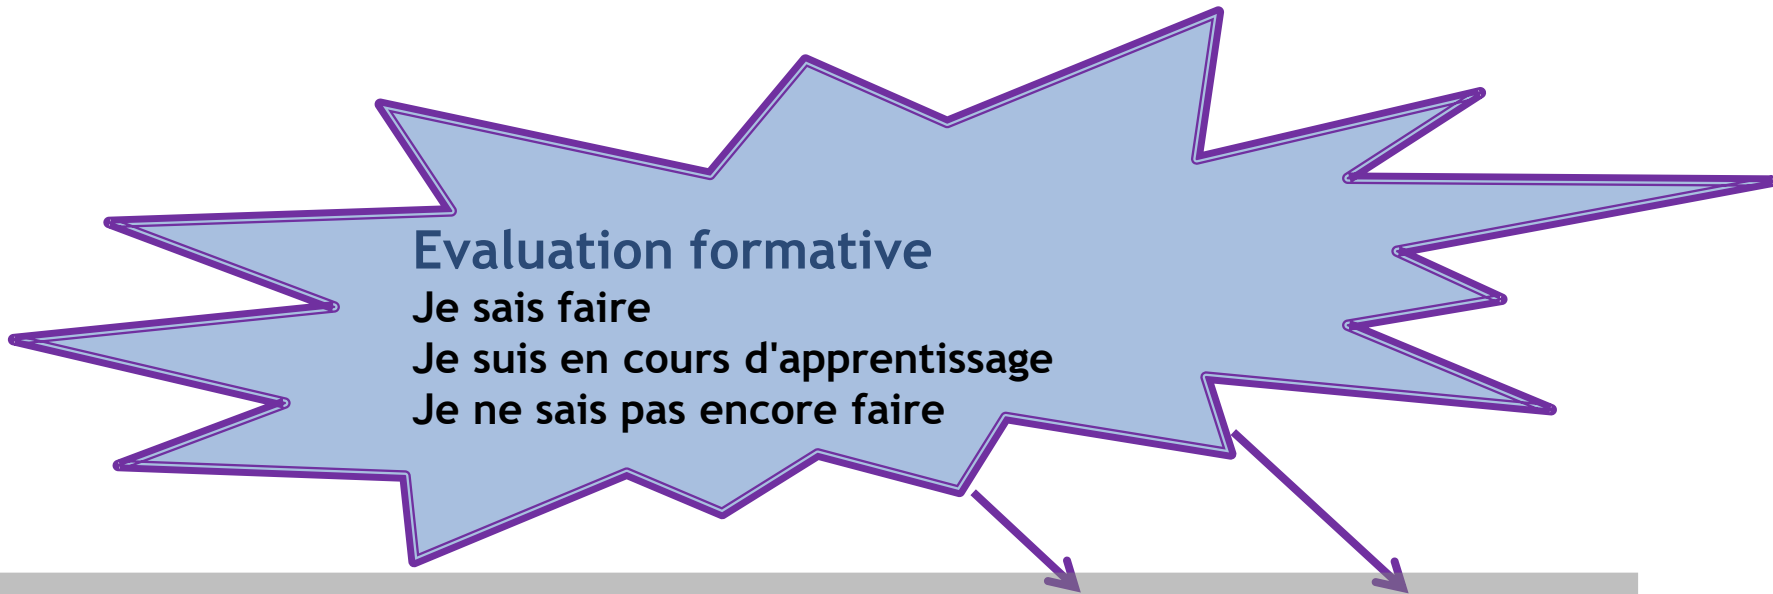 Evaluation formative
Je sais faire
Je suis en cours d'apprentissage
Je ne sais pas encore faire